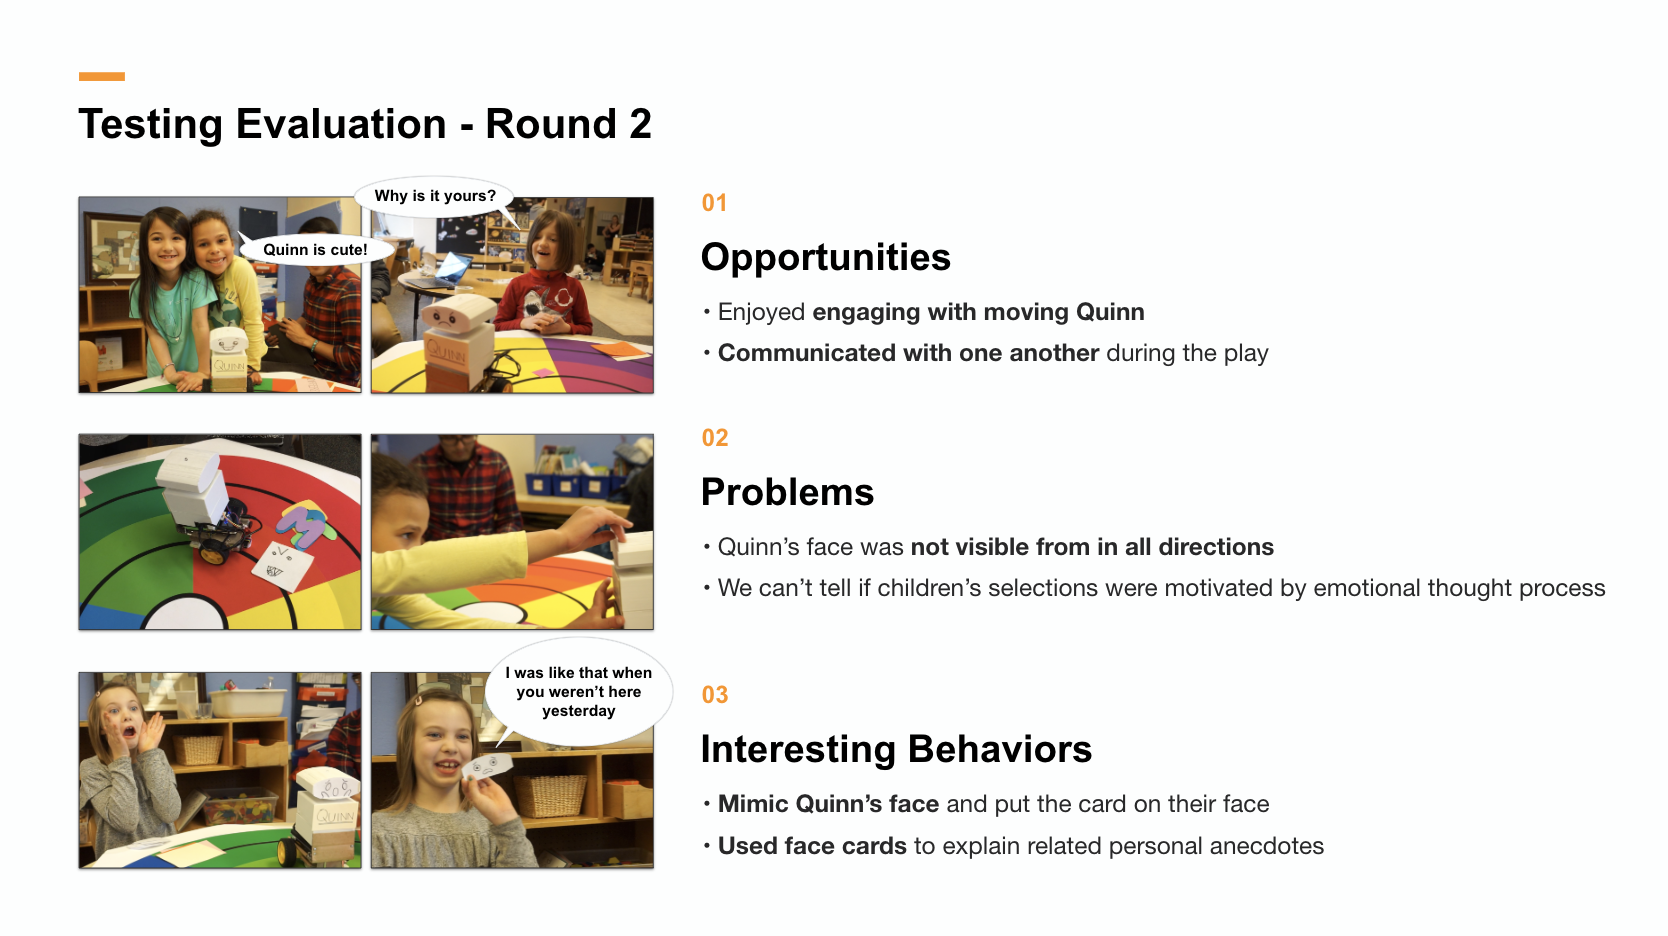 Testing Evaluation - Round 2
Why is it yours?
Quinn is cute!
QUINN
QUINN
01
Opportunities
• Enjoyed engaging with moving Quinn
• Communicated with one another during the play
02
Problems
• Quinn’s face was not visible from in all directions
• We can’t tell if children’s selections were motivated by emotional thought process
I was like that when
you weren’t here
yesterday
QUINN
03
Interesting Behaviors
• Mimic Quinn’s face and put the card on their face
• Used face cards to explain related personal anecdotes